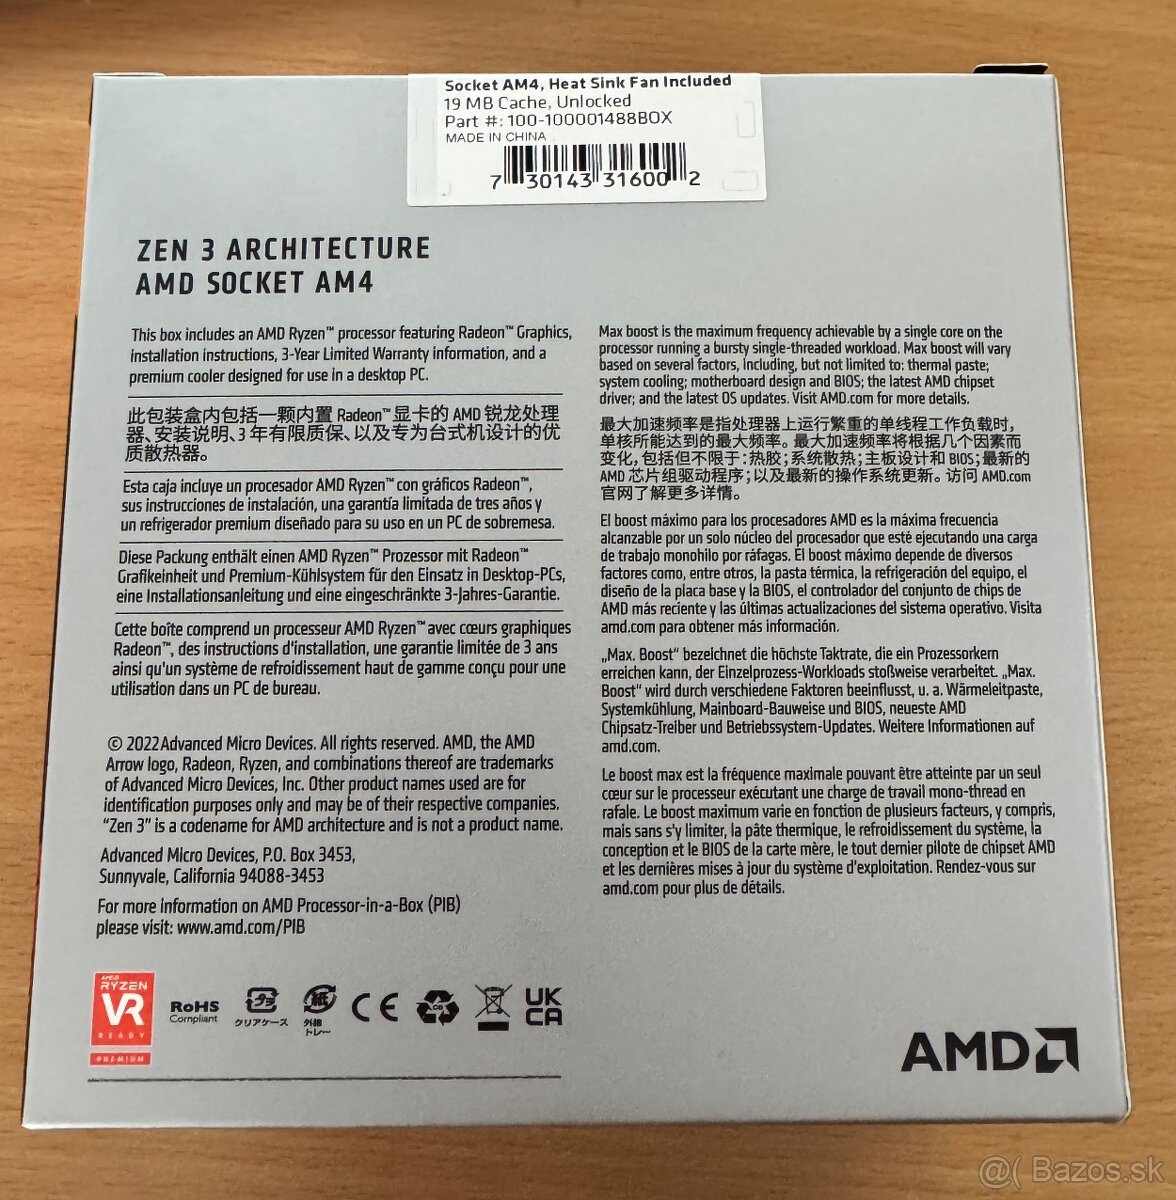 Socket AM4, Heat Sink Fan Included
19 MB Cache, Unlocked
Part #: 100-100001488BOX
MADE IN CHINA
7 30143 31600 2
ZEN 3 ARCHITECTURE
AMD SOCKET AM4
This box includes an AMD Ryzen™ processor featuring Radeon™ Graphics,
installation instructions, 3-Year Limited Warranty information, and a
premium cooler designed for use in a desktop PC.
此包装盒内包括一颗内置 Radeon™ 显卡的 AMD 锐龙处理
器、安装说明、3 年有限质保、以及专为台式机设计的优
质散热器。
Esta caja incluye un procesador AMD Ryzen™ con gráficos Radeon™,
sus instrucciones de instalación, una garantía limitada de tres años y
un refrigerador premium diseñado para su uso en un PC de sobremesa.
Diese Packung enthält einen AMD Ryzen™ Prozessor mit Radeon™
Grafikeinheit und Premium-Kühlsystem für den Einsatz in Desktop-PCs,
eine Installationsanleitung und eine eingeschränkte 3-Jahres-Garantie.
Cette boîte comprend un processeur AMD Ryzen™ avec cœurs graphiques
Radeon™, des instructions d'installation, une garantie limitée de 3 ans
ainsi qu'un système de refroidissement haut de gamme conçu pour une
utilisation dans un PC de bureau.
© 2022 Advanced Micro Devices. All rights reserved. AMD, the AMD
Arrow logo, Radeon, Ryzen, and combinations thereof are trademarks
of Advanced Micro Devices, Inc. Other product names used are for
identification purposes only and may be of their respective companies.
"Zen 3" is a codename for AMD architecture and is not a product name.
Advanced Micro Devices, P.O. Box 3453,
Sunnyvale, California 94088-3453
For more information on AMD Processor-in-a-Box (PIB)
please visit: www.amd.com/PIB
Max boost is the maximum frequency achievable by a single core on the
processor running a bursty single-threaded workload. Max boost will vary
based on several factors, including, but not limited to: thermal paste;
system cooling; motherboard design and BIOS; the latest AMD chipset
driver; and the latest OS updates. Visit AMD.com for more details.
最大加速频率是指处理器上运行繁重的单线程工作负载时，
单核所能达到的最大频率。最大加速频率将根据几个因素而
变化，包括但不限于：热胶；系统散热；主板设计和 BIOS；最新的
AMD 芯片组驱动程序；以及最新的操作系统更新。访问 AMD.com
官网了解更多详情。
El boost máximo para los procesadores AMD es la máxima frecuencia
alcanzable por un solo núcleo del procesador que esté ejecutando una carga
de trabajo monohilo por ráfagas. El boost máximo depende de diversos
factores como, entre otros, la pasta térmica, la refrigeración del equipo, el
diseño de la placa base y la BIOS, el controlador del conjunto de chips de
AMD más reciente y las últimas actualizaciones del sistema operativo. Visita
amd.com para obtener más información.
„Max. Boost“ bezeichnet die höchste Taktrate, die ein Prozessorkern
erreichen kann, der Einzelprozess-Workloads stoßweise verarbeitet. „Max.
Boost“ wird durch verschiedene Faktoren beeinflusst, u. a. Wärmeleitpaste,
Systemkühlung, Mainboard-Bauweise und BIOS, neueste AMD
Chipsatz-Treiber und Betriebssystem-Updates. Weitere Informationen auf
amd.com.
Le boost max est la fréquence maximale pouvant être atteinte par un seul
cœur sur le processeur exécutant une charge de travail mono-thread en
rafale. Le boost maximum varie en fonction de plusieurs facteurs, y compris,
mais sans s'y limiter, la pâte thermique, le refroidissement du système, la
conception et le BIOS de la carte mère, le tout dernier pilote de chipset AMD
et les dernières mises à jour du système d'exploitation. Rendez-vous sur
amd.com pour plus de détails.
AMD
RYZEN
VR
READY
PREMIUM
RoHS
Compliant
プラ
クリアケース
紙
外箱
トレー
CE
UK
CA
AMD
@( Bazos.sk